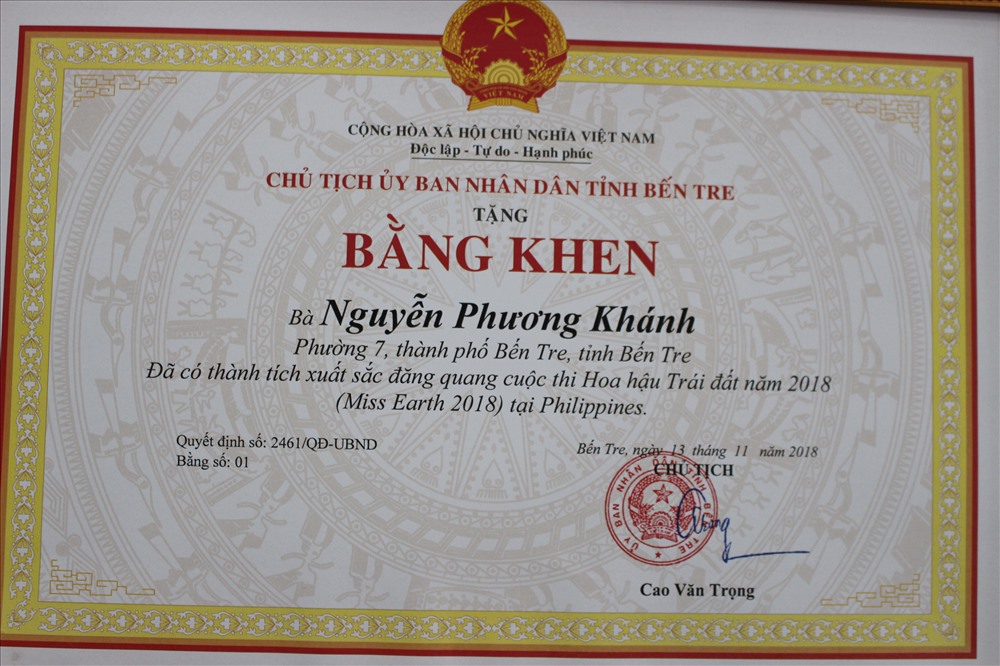 VIỆT NAM
CỘNG HÒA XÃ HỘI CHỦ NGHĨA VIỆT NAM
Độc lập - Tự do - Hạnh phúc
CHỦ TỊCH ỦY BAN NHÂN DÂN TỈNH BẾN TRE
TẶNG
BẰNG KHEN
Bà Nguyễn Phương Khánh
Phường 7, thành phố Bến Tre, tỉnh Bến Tre
Đã có thành tích xuất sắc đăng quang cuộc thi Hoa hậu Trái đất năm 2018
(Miss Earth 2018) tại Philippines.
Quyết định số: 2461/QĐ-UBND
Bằng số: 01
Bến Tre, ngày 13 tháng 11 năm 2018
CHỦ TỊCH
ỦY BAN NHÂN DÂN TỈNH BẾN TRE
Cao Văn Trọng